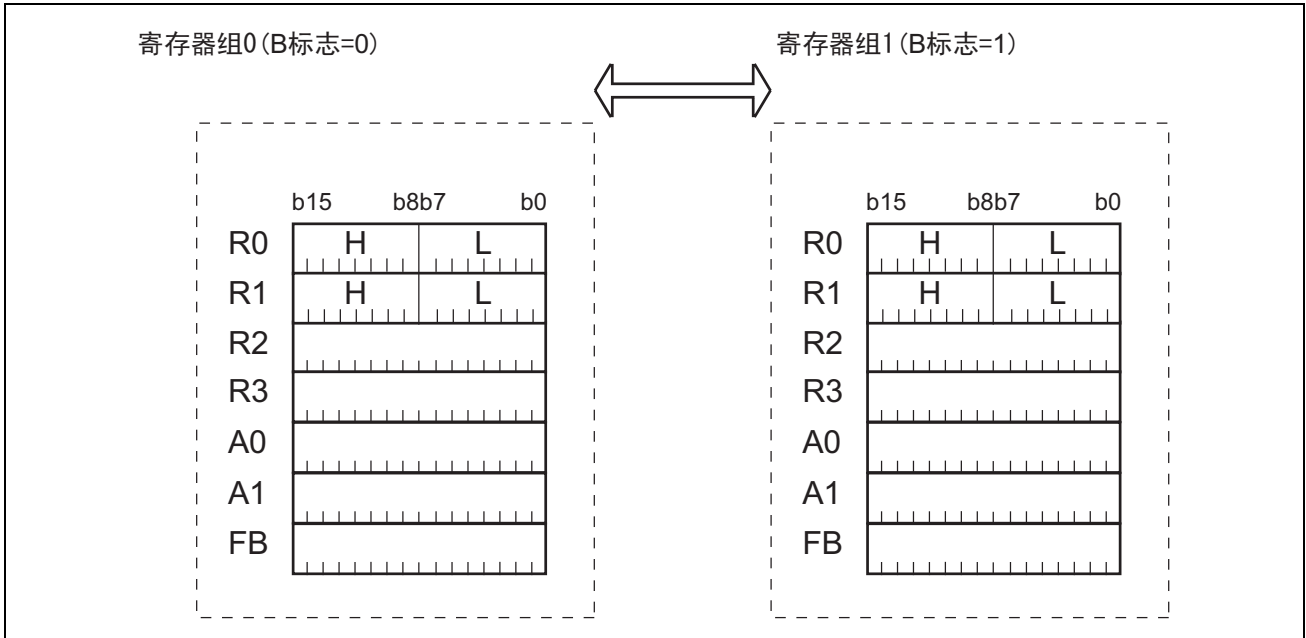 寄存器组0(B标志=0)
寄存器组1(B标志=1)
b15 b8b7 b0
R0 H L
R1 H L
R2
R3
A0
A1
FB
b15 b8b7 b0
R0 H L
R1 H L
R2
R3
A0
A1
FB